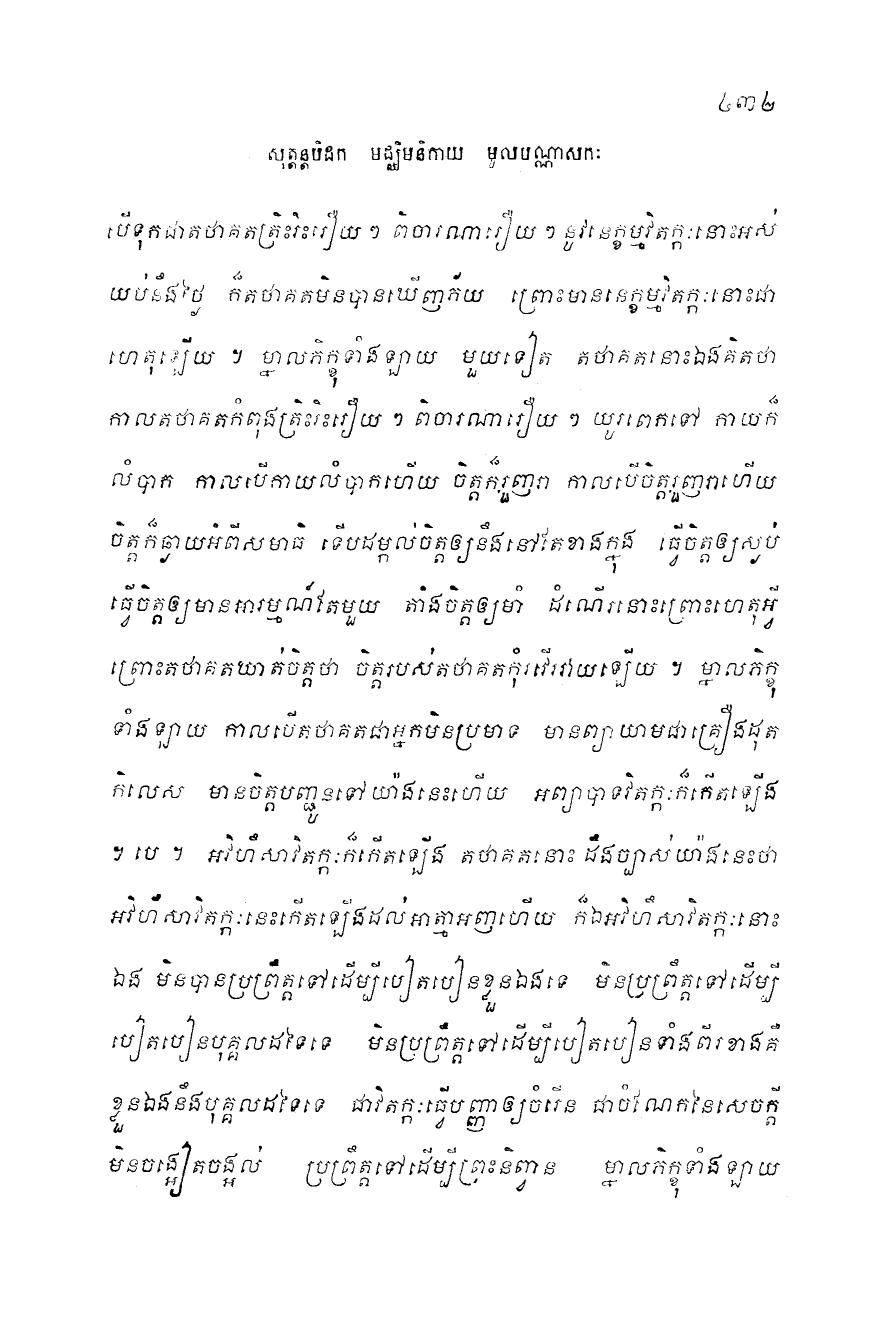 ៤៣២
សុត្តន្តបិដក មជ្ឈិមនិកាយ មូលបណ្ណាសកៈ
បើទុកជាតថាគតត្រិះរិះរឿយ ៗ ពិចារណារឿយ ៗ នូវនេក្ខម្មវិតក្កៈនោះអស់
យប់នឹងថ្ងៃ ក៏តថាគតមិនបានឃើញភ័យ ព្រោះមាននេក្ខម្មវិតក្កៈនោះជា
ហេតុឡើយ ។ ម្នាលភិក្ខុទាំងឡាយ មួយទៀត តថាគតនោះឯងគិតថា
កាលតថាគតកំពុងត្រិះរិះរឿយ ៗ ពិចារណារឿយ ៗ យូរពេកទៅ កាយក៏
លំបាក កាលបើកាយលំបាកហើយ ចិត្តក៏រួញរា កាលបើចិត្តរួញរាហើយ
ចិត្តក៏ឆ្ងាយអំពីសមាធិ ទើបដម្កល់ចិត្តឲ្យនឹងនៅតែខាងក្នុង ធ្វើចិត្តឲ្យស្ងប់
ធ្វើចិត្តឲ្យមានអារម្មណ៍តែមួយ តាំងចិត្តឲ្យមាំ ដំណើរនោះព្រោះហេតុអ្វី
ព្រោះតថាគតឃាត់ចិត្តថា ចិត្តរបស់តថាគតកុំរវើរវាយឡើយ ។ ម្នាលភិក្ខុ
ទាំងឡាយ កាលបើតថាគតជាអ្នកមិនប្រមាទ មានព្យាយាមជាគ្រឿងដុត
កិលេស មានចិត្តបញ្ជូនទៅយ៉ាងនេះហើយ អព្យាបាទវិតក្កៈក៏កើតឡើង
។ បេ ។ អវិហឹសាវិតក្កៈក៏កើតឡើង តថាគតនោះ ដឹងច្បាស់យ៉ាងនេះថា
អវិហឹសាវិតក្កៈនេះកើតឡើងដល់អាត្មាអញហើយ ក៏ឯអវិហឹសាវិតក្កៈនោះ
ឯង មិនបានប្រព្រឹត្តទៅដើម្បីបៀតបៀនខ្លួនឯងទេ មិនប្រព្រឹត្តទៅដើម្បី
បៀតបៀនបុគ្គលដទៃទេ មិនប្រព្រឹត្តទៅដើម្បីបៀតបៀនទាំងពីរខាងគឺ
ខ្លួនឯងនឹងបុគ្គលដទៃទេ ជាវិតក្កៈធ្វើបញ្ញាឲ្យចំរើន ជាចំណែកនៃសេចក្តី
មិនចង្អៀតចង្អល់ ប្រព្រឹត្តទៅដើម្បីព្រះនិព្វាន ម្នាលភិក្ខុទាំងឡាយ